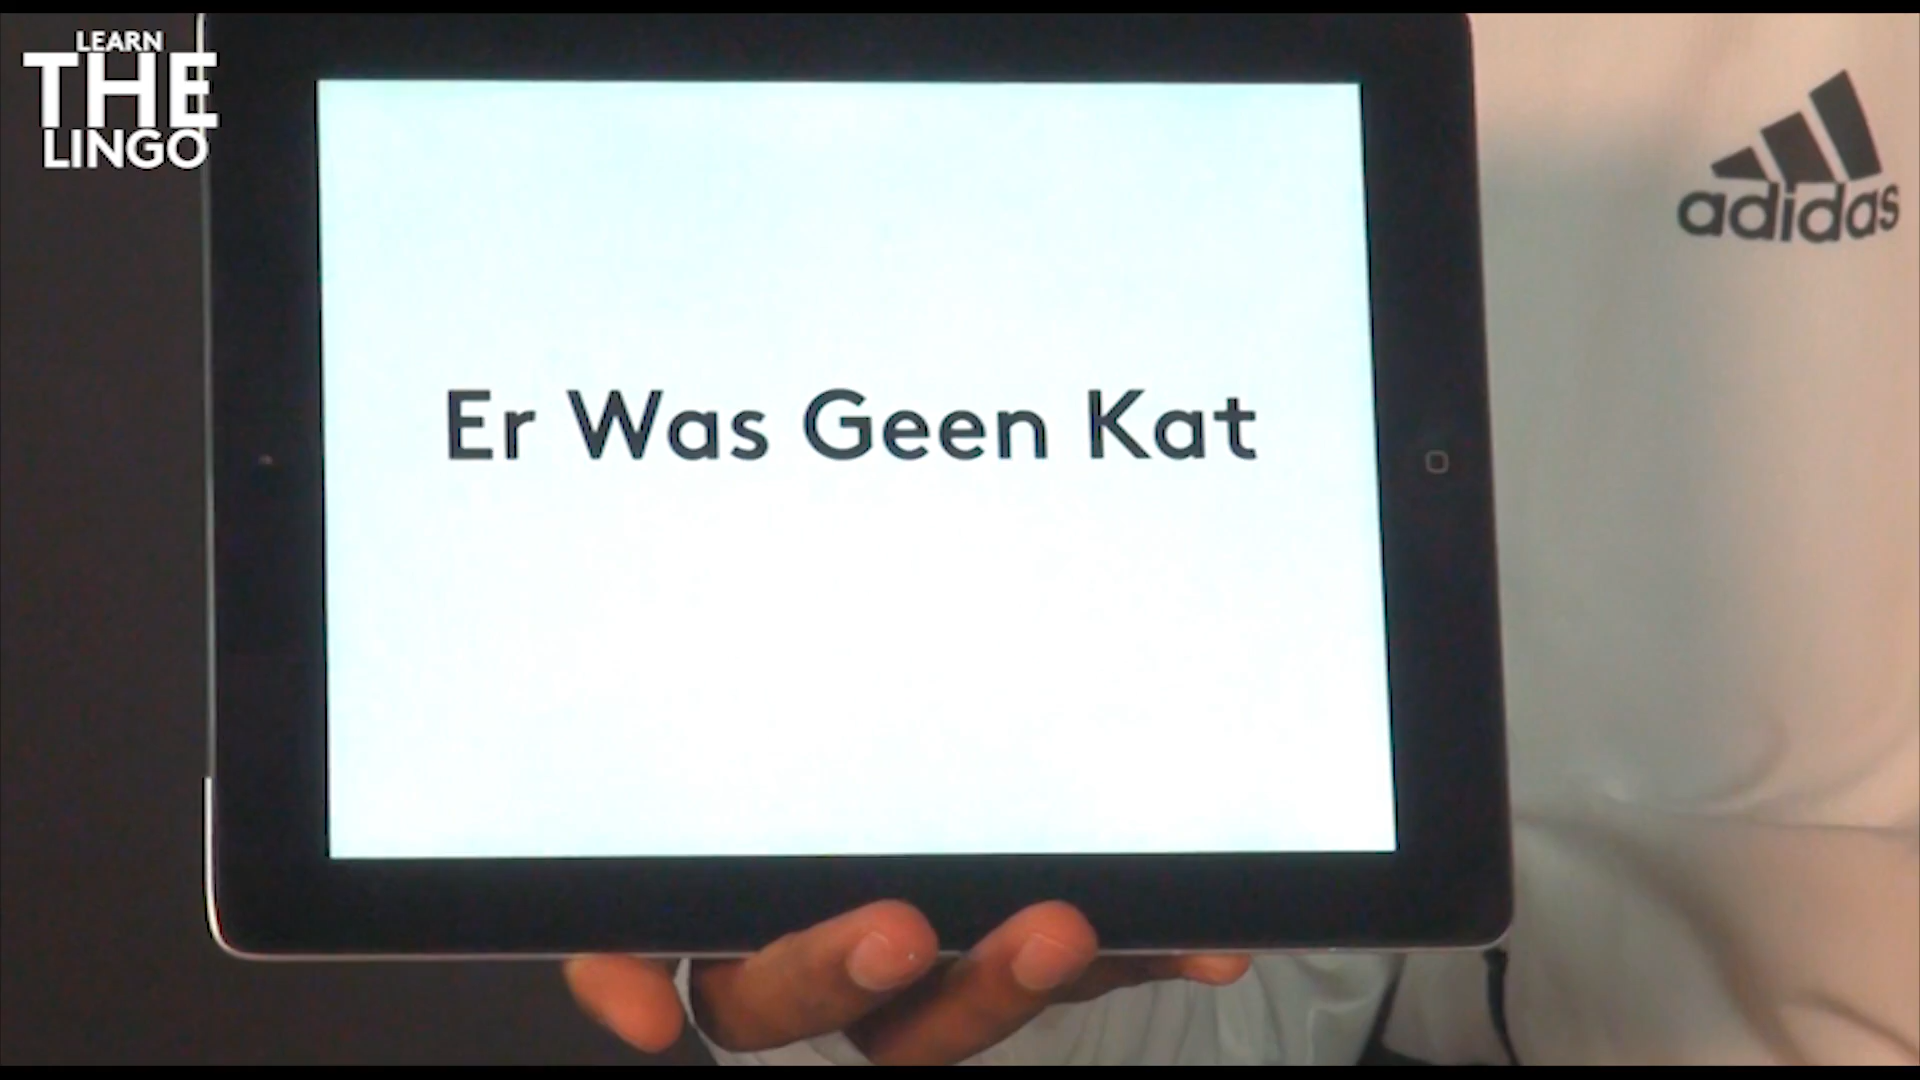 LEARN
THE
LINGO
adidas
Er Was Geen Kat